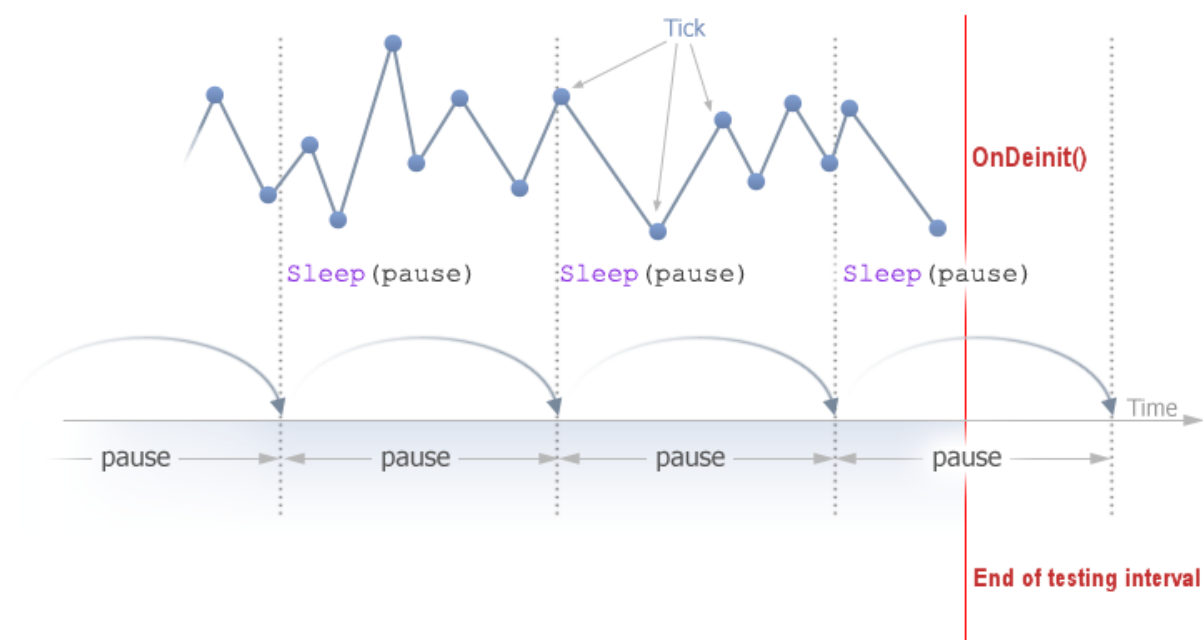 Tick
OnDeinit()
Sleep(pause) Sleep(pause) Sleep(pause)
Time
pause pause pause pause
End of testing interval